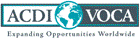 ACDI VOCA
Expanding Opportunities Worldwide